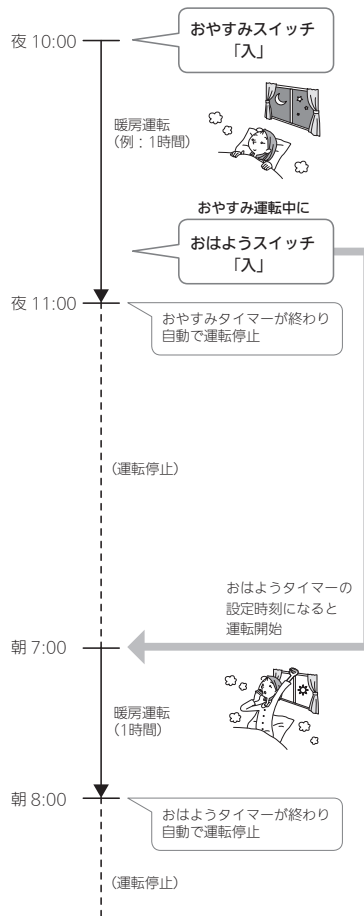 夜 10:00
おやすみスイッチ
「入」
暖房運転
(例：1時間)
おやすみ運転中に
おはようスイッチ
「入」
夜 11:00
おやすみタイマーが終わり
自動で運転停止
(運転停止)
おはようタイマーの
設定時刻になると
運転開始
朝 7:00
暖房運転
(1時間)
朝 8:00
おはようタイマーが終わり
自動で運転停止
(運転停止)